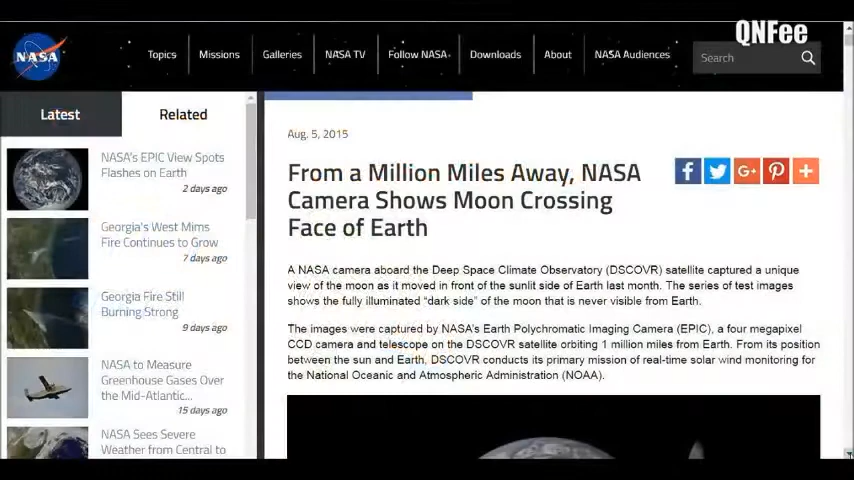 QNFee
NASA
Topics
Missions
Galleries
NASA TV
Follow NASA
Downloads
About
NASA Audiences
Search
Latest
Related
NASA's EPIC View Spots
Flashes on Earth
2 days ago
Georgia's West Mims
Fire Continues to Grow
7 days ago
Georgia Fire Still
Burning Strong
9 days ago
NASA to Measure
Greenhouse Gases Over
the Mid-Atlantic...
15 days ago
NASA Sees Severe
Weather from Central to
Aug. 5, 2015
From a Million Miles Away, NASA
Camera Shows Moon Crossing
Face of Earth
A NASA camera aboard the Deep Space Climate Observatory (DSCOVR) satellite captured a unique
view of the moon as it moved in front of the sunlit side of Earth last month. The series of test images
shows the fully illuminated “dark side” of the moon that is never visible from Earth.
The images were captured by NASA's Earth Polychromatic Imaging Camera (EPIC), a four megapixel
CCD camera and telescope on the DSCOVR satellite orbiting 1 million miles from Earth. From its position
between the sun and Earth, DSCOVR conducts its primary mission of real-time solar wind monitoring for
the National Oceanic and Atmospheric Administration (NOAA).